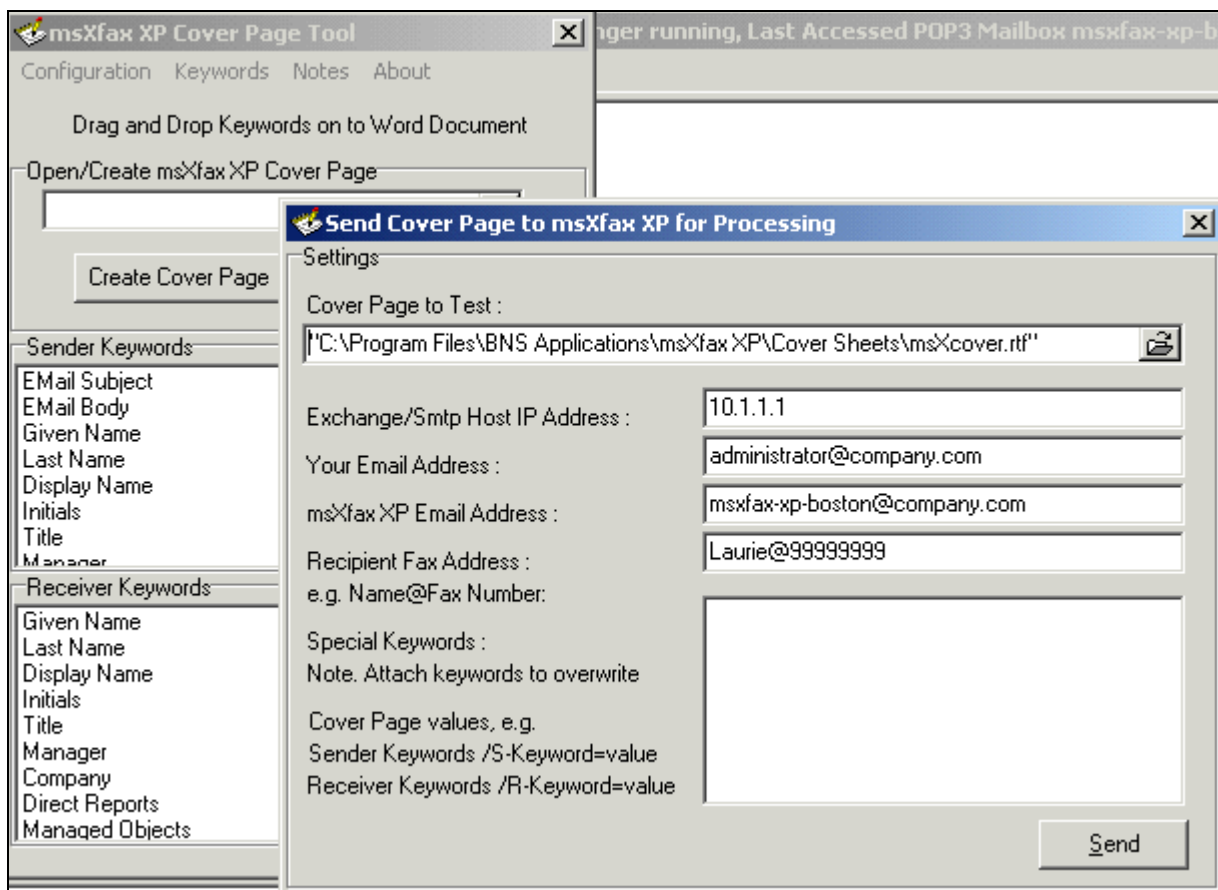 msXfax XP Cover Page Tool
nger running, Last Accessed POP3 Mailbox msxfax-xp-b
Configuration Keywords Notes About
Drag and Drop Keywords on to Word Document
Open/Create msXfax XP Cover Page
Create Cover Page
Sender Keywords
EMail Subject
EMail Body
Given Name
Last Name
Display Name
Initials
Title
Manager
Receiver Keywords
Given Name
Last Name
Display Name
Initials
Title
Manager
Company
Direct Reports
Managed Objects
Send Cover Page to msXfax XP for Processing
Settings
Cover Page to Test :
"C:\Program Files\BNS Applications\msXfax XP\Cover Sheets\msXcover.rtf"
Exchange/Smtp Host IP Address : 10.1.1.1
Your Email Address : administrator@company.com
msXfax XP Email Address : msxfax-xp-boston@company.com
Recipient Fax Address : Laurie@99999999
e.g. Name@Fax Number:
Special Keywords :
Note. Attach keywords to overwrite
Cover Page values, e.g.
Sender Keywords /S-Keyword=value
Receiver Keywords /R-Keyword=value
Send